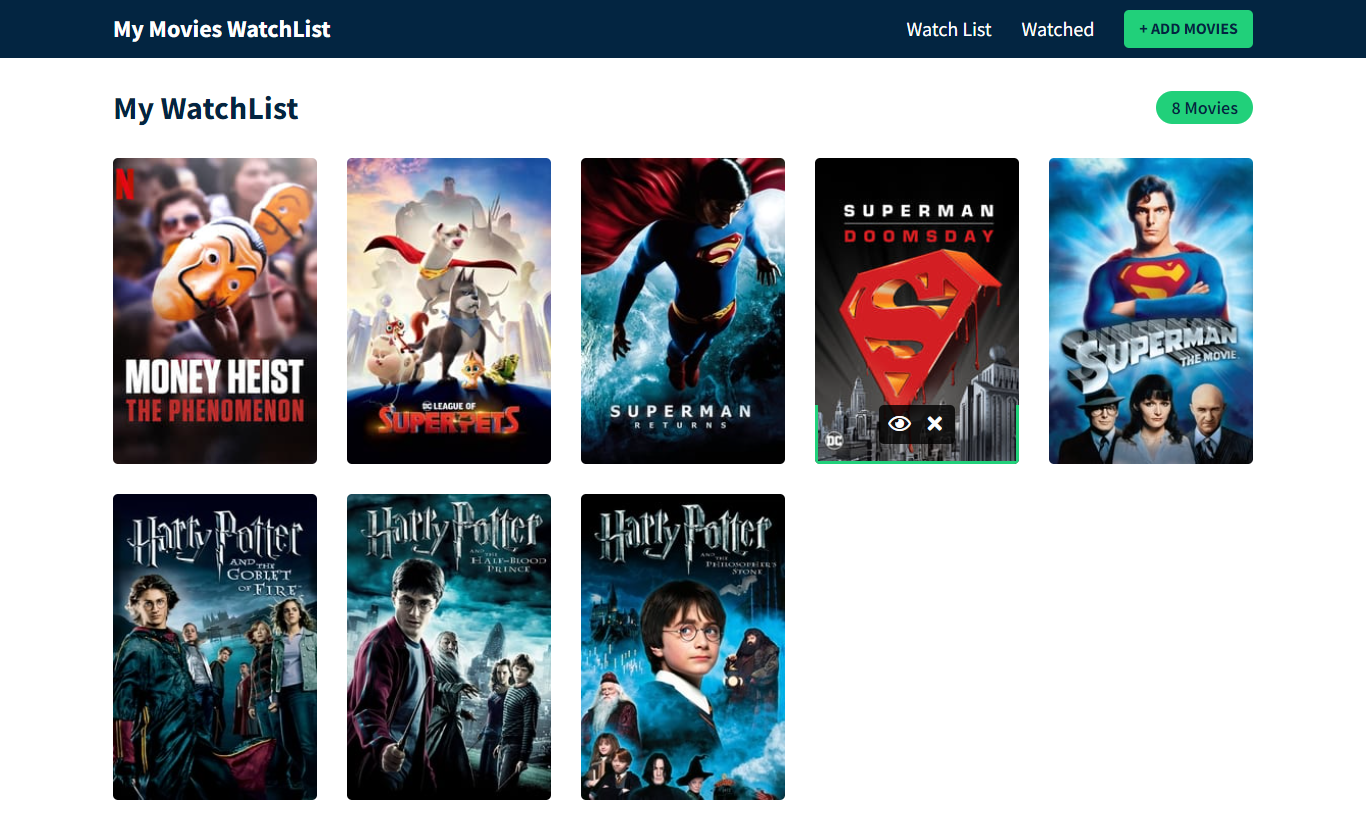 My Movies WatchList
Watch List
Watched
+ ADD MOVIES
My WatchList
8 Movies
N
MONEY HEIST
THE PHENOMENON
DC LEAGUE OF
SUPER-PETS
SUPERMAN
RETURNS
SUPERMAN
DOOMSDAY
DC
SUPERMAN
THE MOVIE
Harry Potter
AND THE
GOBLET
OF FIRE
Harry Potter
AND THE
HALF-BLOOD
PRINCE
Harry Potter
AND THE
PHILOSOPHER'S
STONE